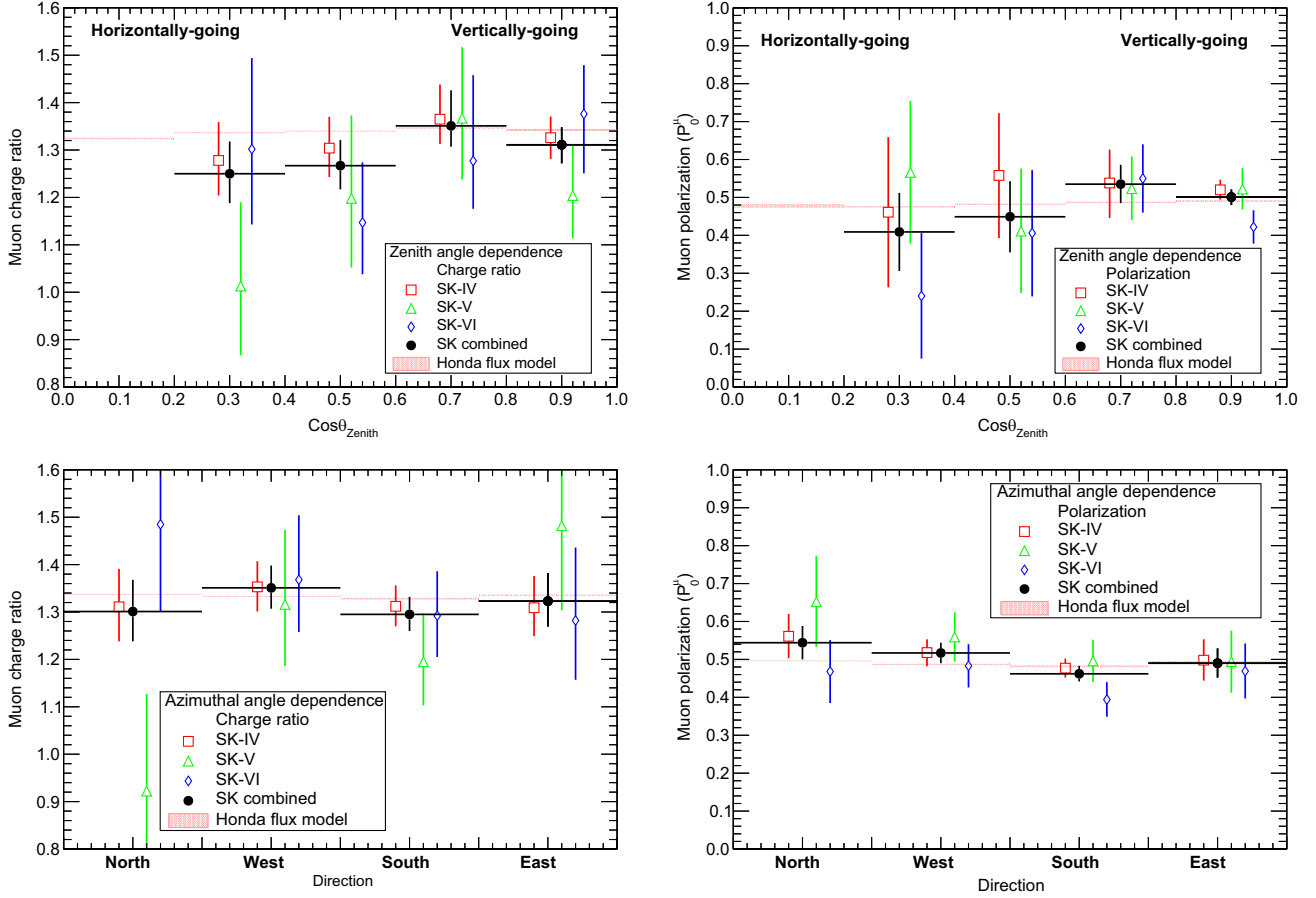 Horizontally-going
Vertically-going
Muon charge ratio
1.6
1.5
1.4
1.3
1.2
1.1
1.0
0.9
0.8
Zenith angle dependence
Charge ratio
SK-IV
SK-V
SK-VI
SK combined
Honda flux model
0.0 0.1 0.2 0.3 0.4 0.5 0.6 0.7 0.8 0.9 1.0
Cosθ_Zenith
Horizontally-going
Vertically-going
Muon polarization (P₀^μ)
1.0
0.9
0.8
0.7
0.6
0.5
0.4
0.3
0.2
0.1
0.0
Zenith angle dependence
Polarization
SK-IV
SK-V
SK-VI
SK combined
Honda flux model
0.0 0.1 0.2 0.3 0.4 0.5 0.6 0.7 0.8 0.9 1.0
Cosθ_Zenith
Muon charge ratio
1.6
1.5
1.4
1.3
1.2
1.1
1.0
0.9
0.8
Azimuthal angle dependence
Charge ratio
SK-IV
SK-V
SK-VI
SK combined
Honda flux model
North West South East
Direction
Muon polarization (P₀^μ)
1.0
0.9
0.8
0.7
0.6
0.5
0.4
0.3
0.2
0.1
0.0
Azimuthal angle dependence
Polarization
SK-IV
SK-V
SK-VI
SK combined
Honda flux model
North West South East
Direction